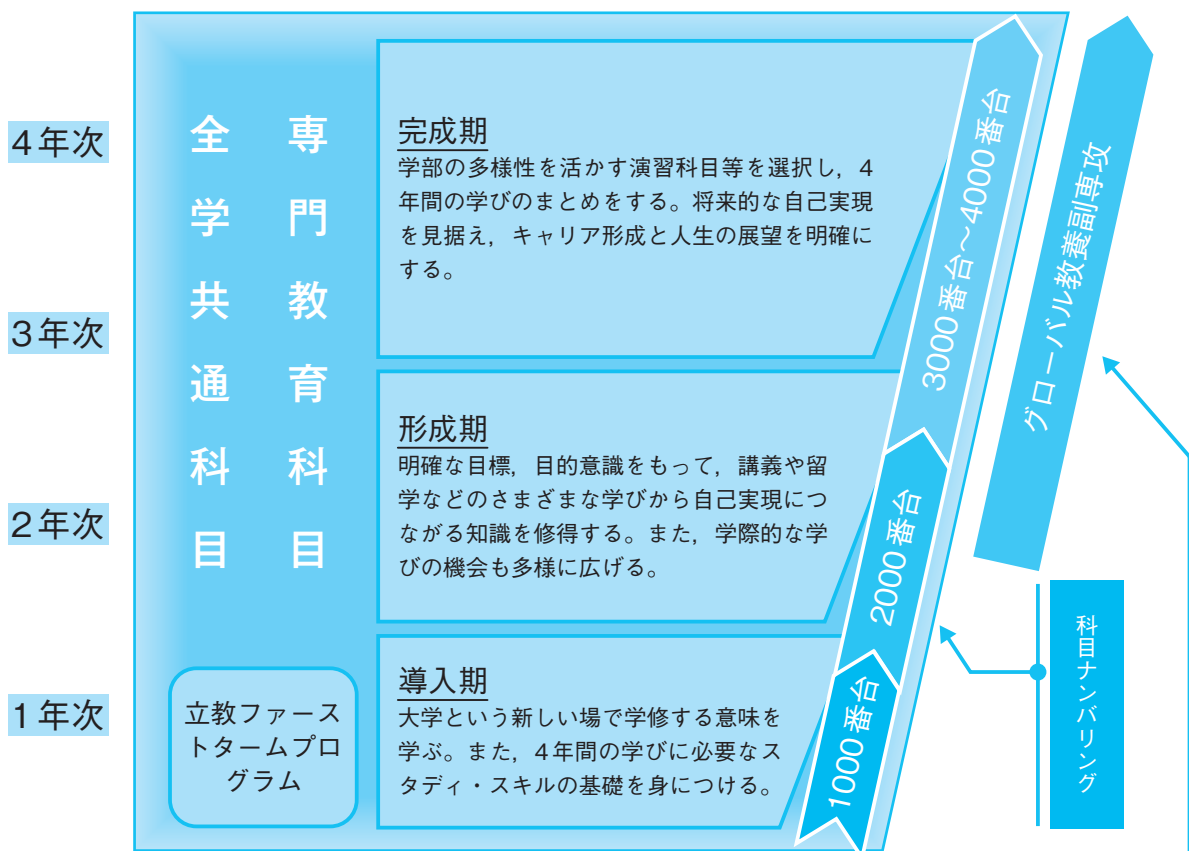 4年次
3年次
2年次
1年次
全学共通科目
専門教育科目
立教ファース
トタームプロ
グラム
完成期
学部の多様性を活かす演習科目等を選択し，4
年間の学びのまとめをする。将来的な自己実現
を見据え，キャリア形成と人生の展望を明確に
する。
形成期
明確な目標，目的意識をもって，講義や留
学などのさまざまな学びから自己実現につ
ながる知識を修得する。また，学際的な学
びの機会も多様に広げる。
導入期
大学という新しい場で学修する意味を
学ぶ。また，4年間の学びに必要なス
タディ・スキルの基礎を身につける。
3000番台～4000番台
2000番台
1000番台
グローバル教養副専攻
科目ナンバリング